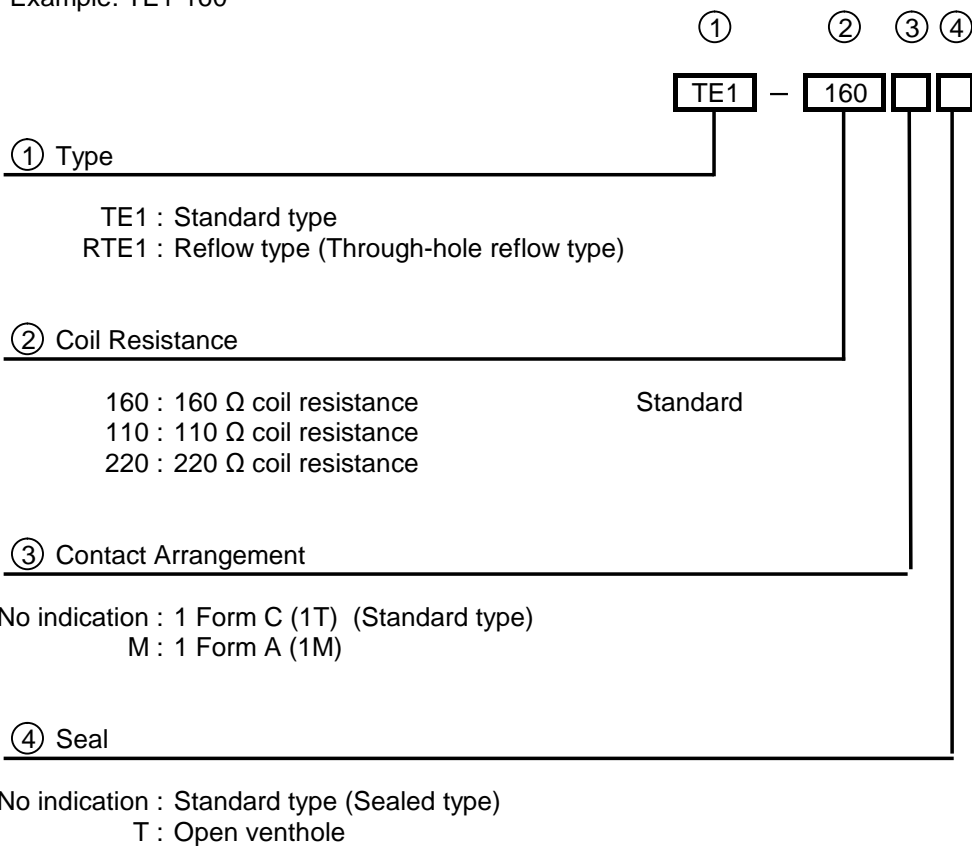 Example: TE1-160
① ② ③ ④
TE1 – 160
① Type
TE1 : Standard type
RTE1 : Reflow type (Through-hole reflow type)
② Coil Resistance
160 : 160 Ω coil resistance Standard
110 : 110 Ω coil resistance
220 : 220 Ω coil resistance
③ Contact Arrangement
No indication : 1 Form C (1T) (Standard type)
M : 1 Form A (1M)
④ Seal
No indication : Standard type (Sealed type)
T : Open venthole